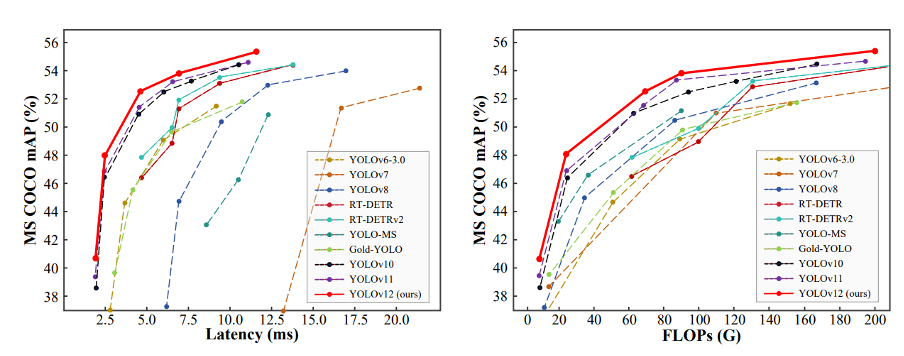 MS COCO mAP (%)
56
54
52
50
48
46
44
42
40
38
2.5
5.0
7.5
10.0
12.5
15.0
17.5
20.0
Latency (ms)
YOLOv6-3.0
YOLOv7
YOLOv8
RT-DETR
RT-DETRv2
YOLO-MS
Gold-YOLO
YOLOv10
YOLOv11
YOLOv12 (ours)
MS COCO mAP (%)
56
54
52
50
48
46
44
42
40
38
20
40
60
80
100
120
140
160
180
200
FLOPs (G)
YOLOv6-3.0
YOLOv7
YOLOv8
RT-DETR
RT-DETRv2
YOLO-MS
Gold-YOLO
YOLOv10
YOLOv11
YOLOv12 (ours)